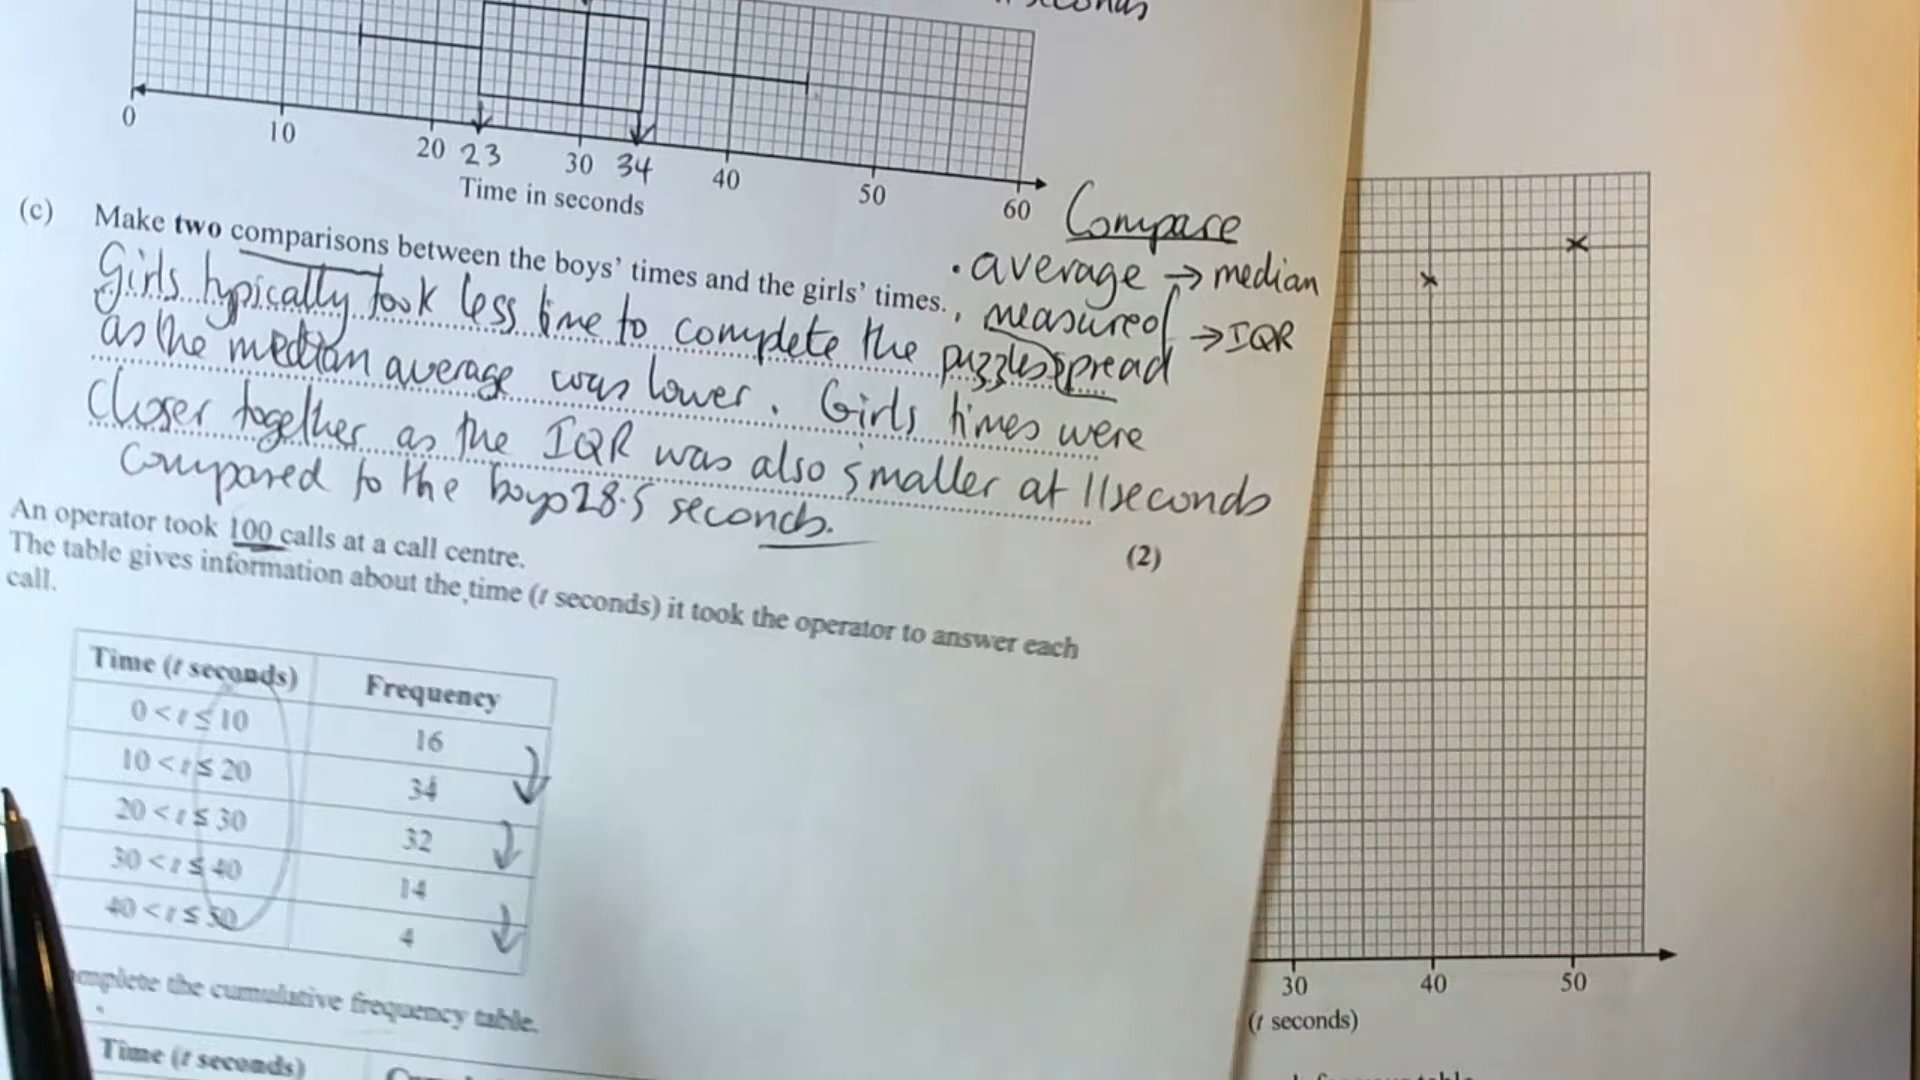 seconds
0 10 20 23 30 34 40 50 60
Time in seconds
Compare
(c) Make two comparisons between the boys' times and the girls' times.
· average → median
, measure of → IQR
spread
Girls typically took less time to complete the puzzles
as the median average was lower. Girls times were
closer together as the IQR was also smaller at 11 seconds
compared to the boys 28.5 seconds.
(2)
An operator took 100 calls at a call centre.
The table gives information about the time (t seconds) it took the operator to answer each
call.
Time (t seconds) Frequency
0 < t ≤ 10 16
10 < t ≤ 20 34
20 < t ≤ 30 32
30 < t ≤ 40 14
40 < t ≤ 50 4
the cumulative frequency table.
Time (t seconds)
30 40 50
(t seconds)